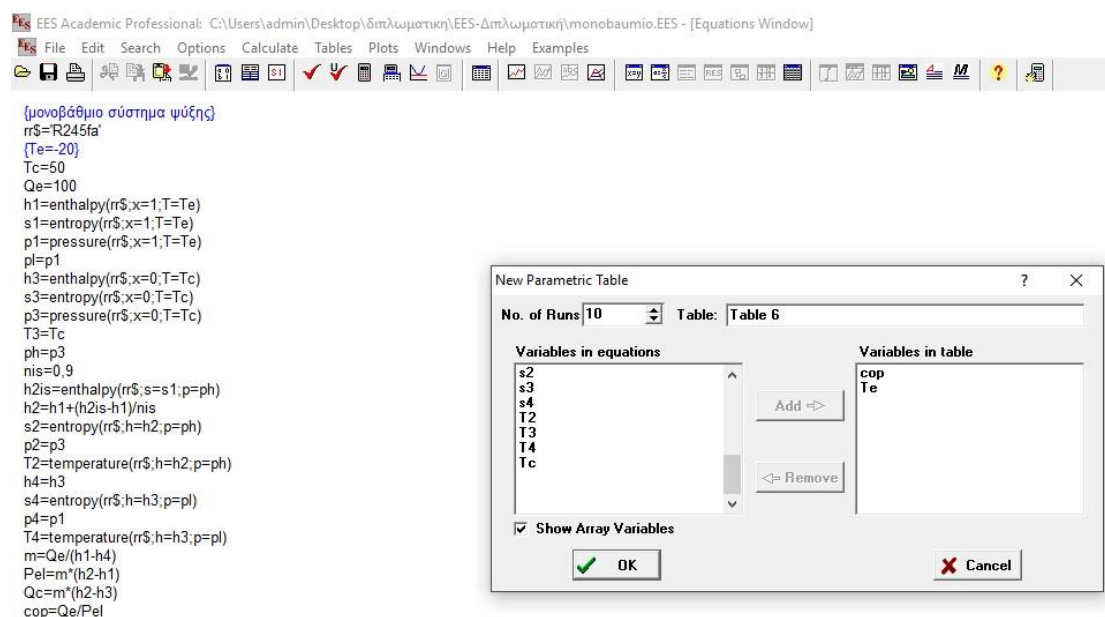 EES Academic Professional: C:\Users\admin\Desktop\διπλωματικη\EES-Διπλωματική\monobaumio.EES - [Equations Window]
File Edit Search Options Calculate Tables Plots Windows Help Examples
{μονοβάθμιο σύστημα ψύξης}
rr$='R245fa'
{Te=-20}
Tc=50
Qe=100
h1=enthalpy(rr$;x=1;T=Te)
s1=entropy(rr$;x=1;T=Te)
p1=pressure(rr$;x=1;T=Te)
pl=p1
h3=enthalpy(rr$;x=0;T=Tc)
s3=entropy(rr$;x=0;T=Tc)
p3=pressure(rr$;x=0;T=Tc)
T3=Tc
ph=p3
nis=0,9
h2is=enthalpy(rr$;s=s1;p=ph)
h2=h1+(h2is-h1)/nis
s2=entropy(rr$;h=h2;p=ph)
p2=p3
T2=temperature(rr$;h=h2;p=ph)
h4=h3
s4=entropy(rr$;h=h3;p=pl)
p4=p1
T4=temperature(rr$;h=h3;p=pl)
m=Qe/(h1-h4)
Pel=m*(h2-h1)
Qc=m*(h2-h3)
cop=Qe/Pel
New Parametric Table ? X
No. of Runs 10 Table: Table 6
Variables in equations
s2
s3
s4
T2
T3
T4
Tc
Add
Remove
Variables in table
cop
Te
Show Array Variables
OK
Cancel